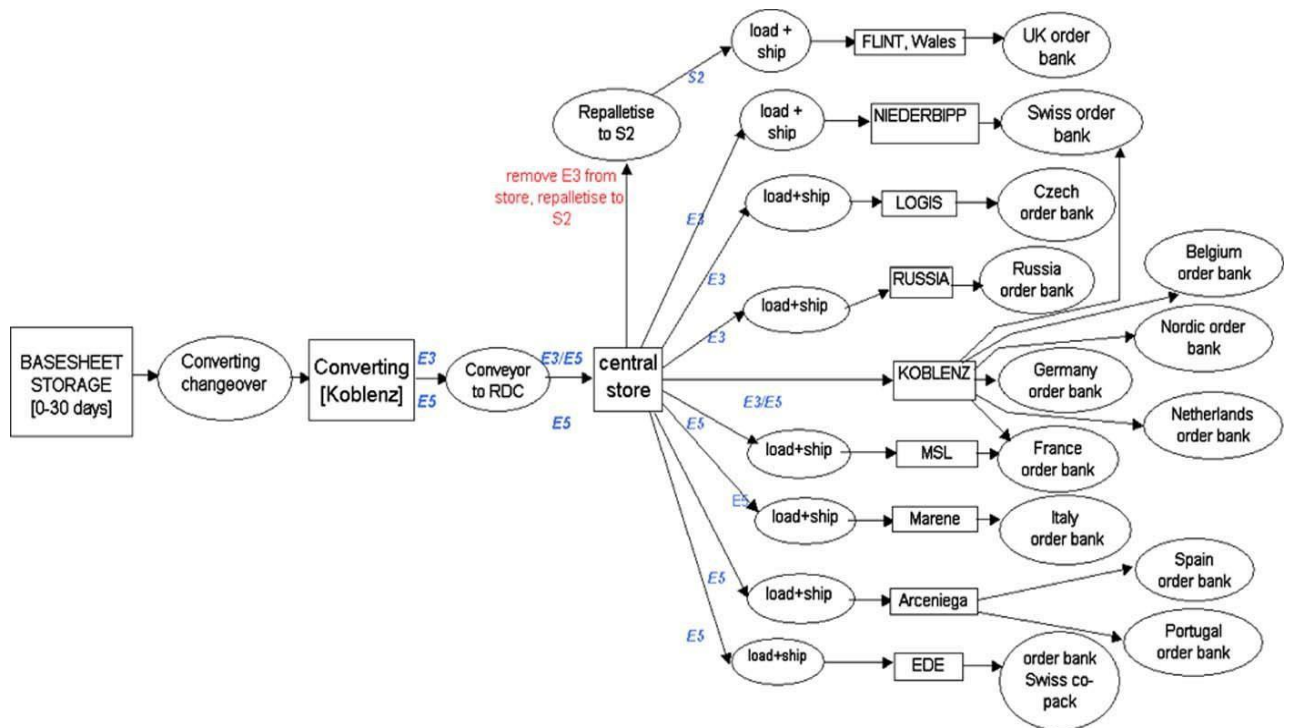 load +
ship
FLINT, Wales
UK order
bank
S2
Repalletise
to S2
load +
ship
NIEDERBIPP
Swiss order
bank
remove E3 from
store, repalletise to
S2
E3
load+ship
LOGIS
Czech
order bank
E3
load+ship
RUSSIA
Russia
order bank
E3
Belgium
order bank
Nordic order
bank
BASESHEET
STORAGE
[0-30 days]
Converting
changeover
Converting
[Koblenz]
E3
E5
Conveyor
to RDC
E3/E5
E5
central
store
E3/E5
KOBLENZ
Germany
order bank
Netherlands
order bank
E5
load+ship
MSL
France
order bank
E5
load+ship
Marene
Italy
order bank
E5
load+ship
Arceniega
Spain
order bank
Portugal
order bank
E5
load+ship
EDE
order bank
Swiss co-
pack